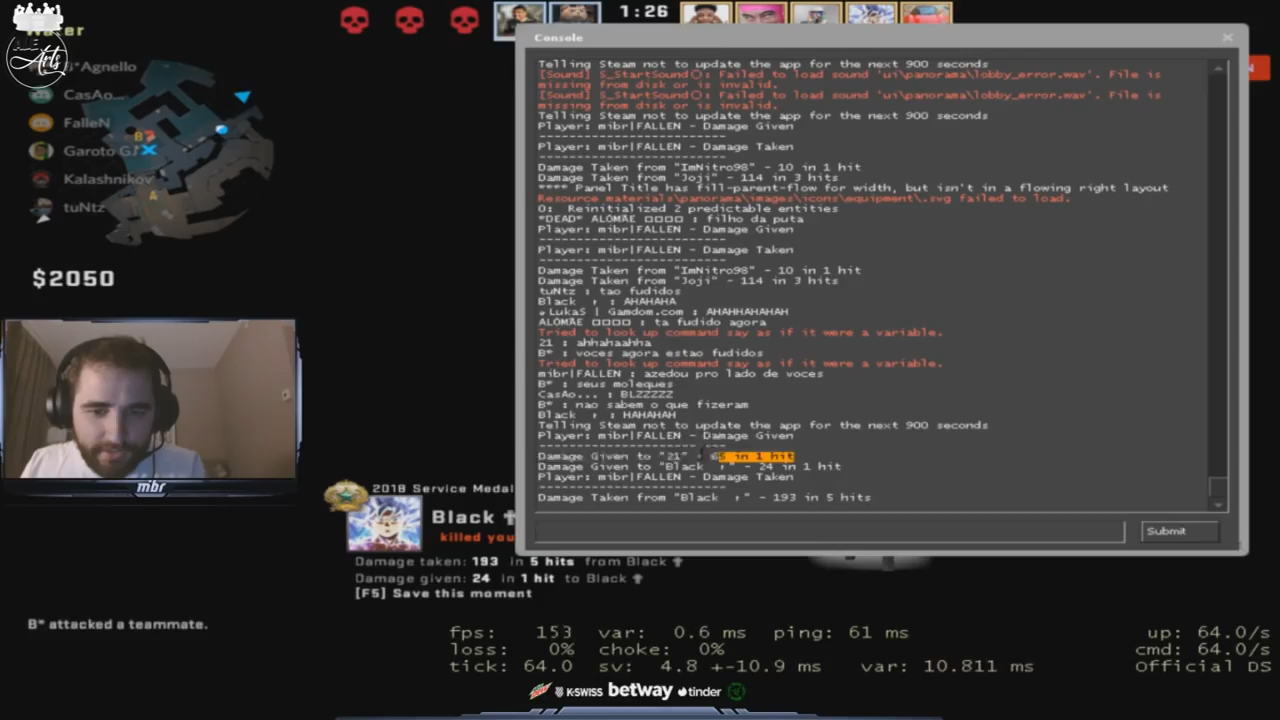 1:26
Water
ALE Arts
B*Agnello
CasAo...
FalleN
Garoto G
Kalashnikov
tuNtz
B
A
$2050
mibr
Console
Telling Steam not to update the app for the next 900 seconds
[Sound] S_StartSound(): Failed to load sound 'ui\panorama\lobby_error.wav'. File is
missing from disk or is invalid.
[Sound] S_StartSound(): Failed to load sound 'ui\panorama\lobby_error.wav'. File is
missing from disk or is invalid.
Telling Steam not to update the app for the next 900 seconds
Player: mibr|FALLEN - Damage Given
-------------------------
Player: mibr|FALLEN - Damage Taken
-------------------------
Damage Taken from "ImNitro98" - 10 in 1 hit
Damage Taken from "Joji" - 114 in 3 hits
**** Panel Title has fill-parent-flow for width, but isn't in a flowing right layout
Resource materials\panorama\images\icons\equipment\.svg failed to load.
0:  Reinitialized 2 predictable entities
*DEAD* ALOMÃE □□□□ : filho da puta
Player: mibr|FALLEN - Damage Given
-------------------------
Player: mibr|FALLEN - Damage Taken
-------------------------
Damage Taken from "ImNitro98" - 10 in 1 hit
Damage Taken from "Joji" - 114 in 3 hits
tuNtz : tao fudidos
Black : AHAHAHA
LukaS | Gamdom.com : AHAHHAHAHAH
ALOMÃE □□□□ : ta fudido agora
Tried to look up command say as if it were a variable.
21 : ahhahaahha
B* : voces agora estao fudidos
Tried to look up command say as if it were a variable.
mibr|FALLEN : azedou pro lado de voces
B* : seus moleques
CasAo... : BLZZZZZ
B* : nao sabem o que fizeram
Black : HAHAHAH
Telling Steam not to update the app for the next 900 seconds
Player: mibr|FALLEN - Damage Given
-------------------------
Damage Given to "21" - 65 in 1 hit
Damage Given to "Black" - 24 in 1 hit
Player: mibr|FALLEN - Damage Taken
-------------------------
Damage Taken from "Black" - 193 in 5 hits
Submit
2018 Service Medal
Black ✝
killed you
Damage taken: 193 in 5 hits from Black ✝
Damage given: 24 in 1 hit to Black ✝
[F5] Save this moment
B* attacked a teammate.
fps: 153 var: 0.6 ms ping: 61 ms
loss: 0% choke: 0%
tick: 64.0 sv: 4.8 +-10.9 ms var: 10.811 ms
up: 64.0/s
cmd: 64.0/s
Official DS
K·SWISS betway tinder